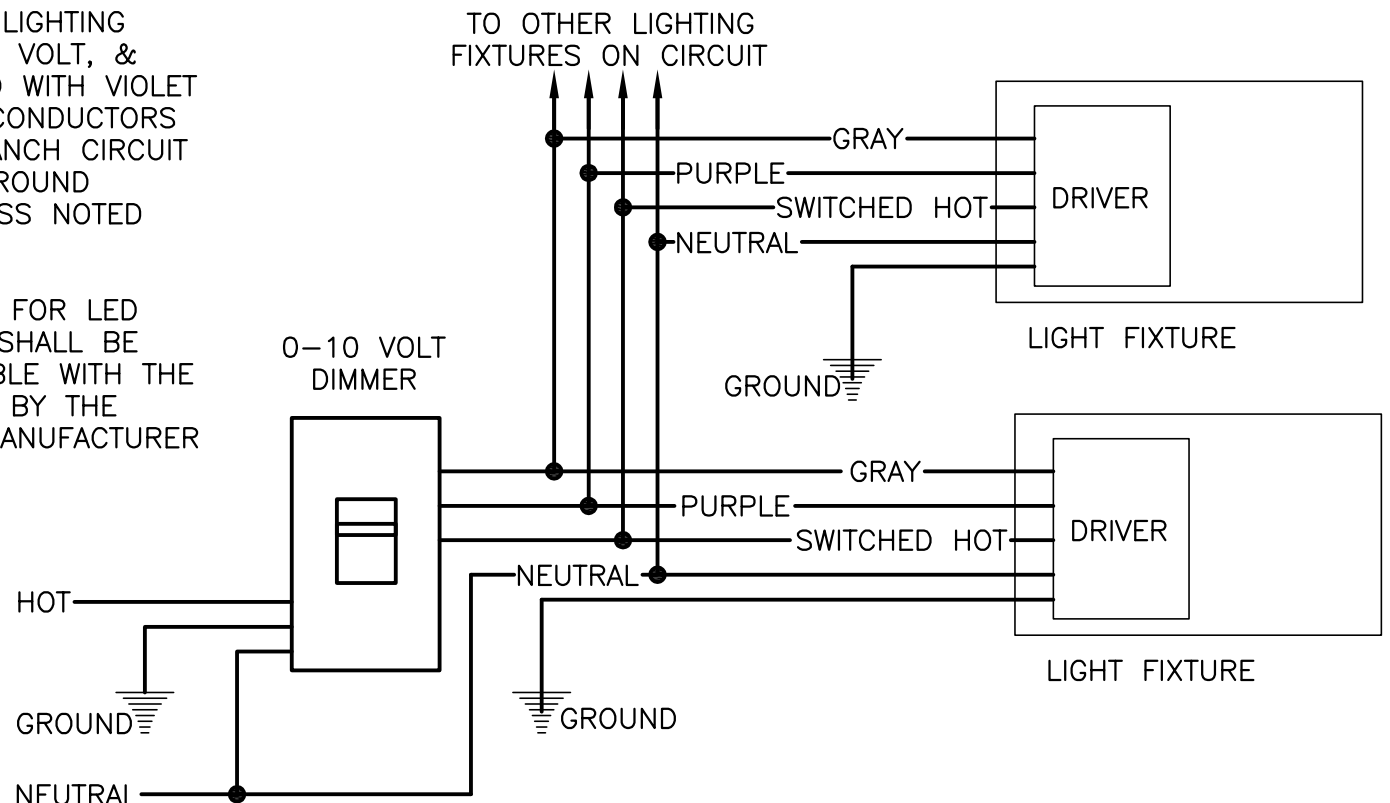 LIGHTING
VOLT, &
WITH VIOLET
CONDUCTORS
ANCH CIRCUIT
ROUND
SS NOTED
FOR LED
SHALL BE
BLE WITH THE
BY THE
MANUFACTURER
TO OTHER LIGHTING
FIXTURES ON CIRCUIT
GRAY
PURPLE
SWITCHED HOT
NEUTRAL
DRIVER
GROUND
LIGHT FIXTURE
0-10 VOLT
DIMMER
GRAY
PURPLE
SWITCHED HOT
NEUTRAL
DRIVER
LIGHT FIXTURE
HOT
GROUND
GROUND
NEUTRAL